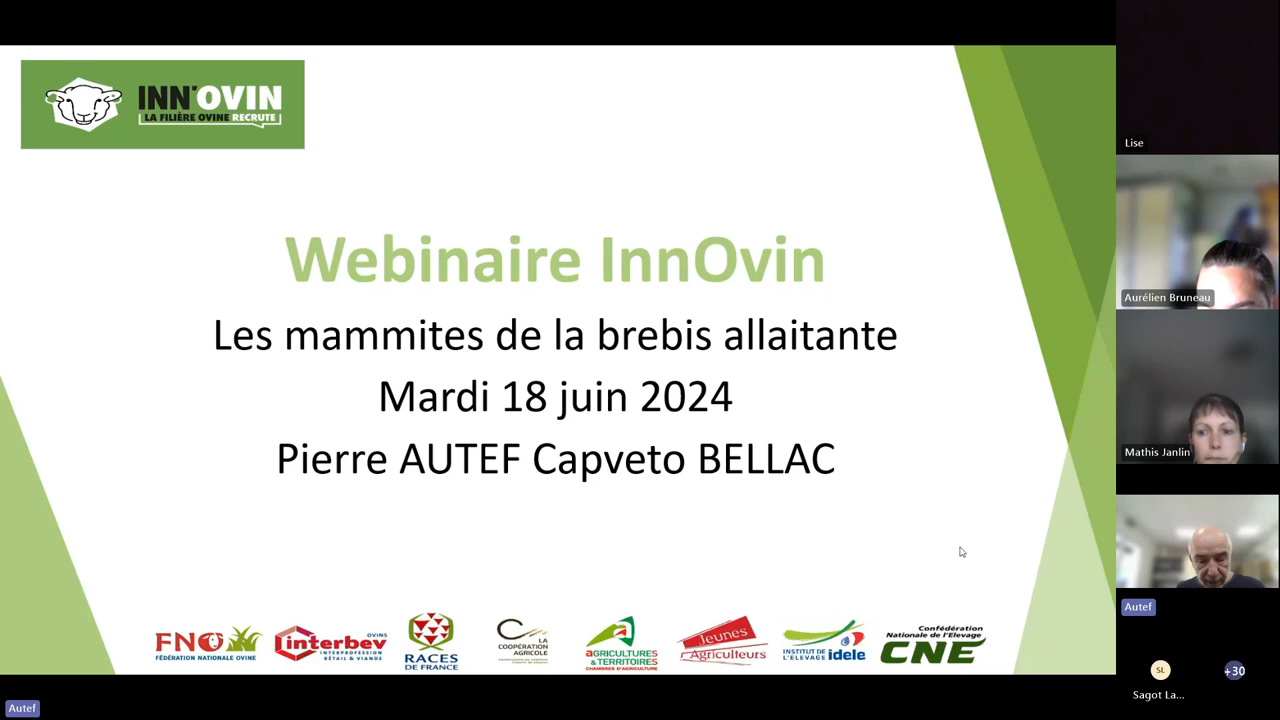 INN'OVIN
LA FILIÈRE OVINE RECRUTE
Webinaire InnOvin
Les mammites de la brebis allaitante
Mardi 18 juin 2024
Pierre AUTEF Capveto BELLAC
FNO
FÉDÉRATION NATIONALE OVINE
OVINS
interbev
INTERPROFESSION
BÉTAIL & VIANDES
RACES
DE FRANCE
LA
COOPÉRATION
AGRICOLE
AGRICULTURES
& TERRITOIRES
CHAMBRES D'AGRICULTURE
Jeunes
Agriculteurs
INSTITUT DE
L'ELEVAGE idele
Confédération
Nationale de l'Elevage
CNE
Lise
Aurélien Bruneau
Mathis Janlin
Autef
SL
+30
Sagot La...
Autef